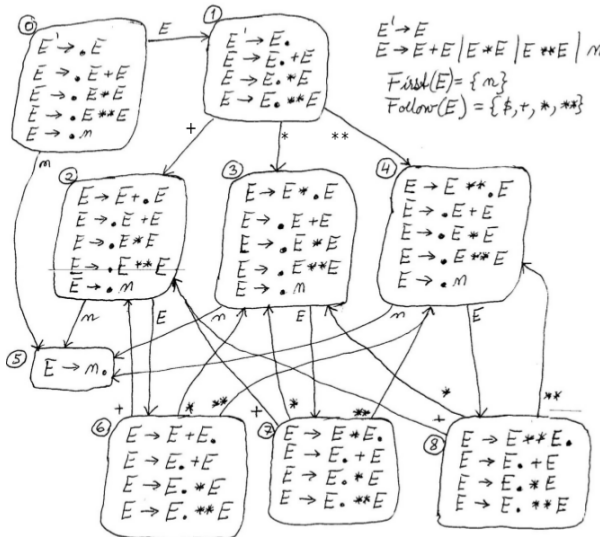 0
E' → .E
E → .E+E
E → .E*E
E → .E**E
E → .n
E
1
E' → E.
E → E.+E
E → E.*E
E → E.**E
E' → E
E → E+E | E*E | E**E | n
First(E) = {n}
Follow(E) = {$, +, *, **}
n
+
*
**
2
E → E+.E
E → .E+E
E → .E*E
E → .E**E
E → .n
3
E → E*.E
E → .E+E
E → .E*E
E → .E**E
E → .n
4
E → E**.E
E → .E+E
E → .E*E
E → .E**E
E → .n
n
E
n
E
n
E
5
E → n.
+
*
**
+
*
**
+
*
**
6
E → E+E.
E → E.+E
E → E.*E
E → E.**E
7
E → E*E.
E → E.+E
E → E.*E
E → E.**E
8
E → E**E.
E → E.+E
E → E.*E
E → E.**E